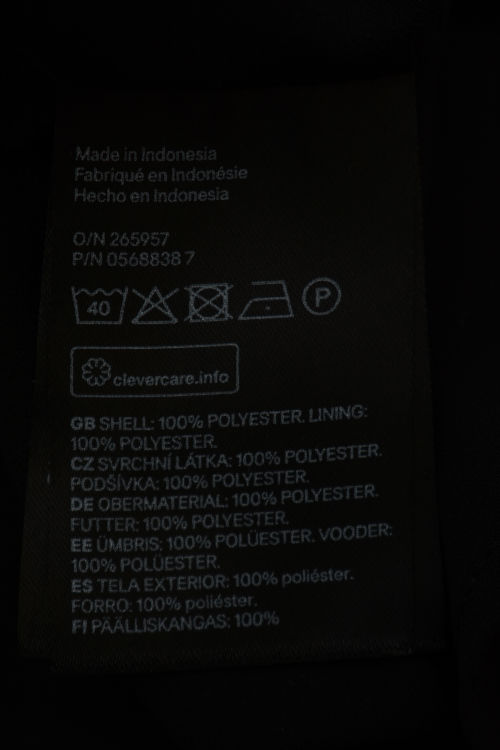 Made in Indonesia
Fabriqué en Indonésie
Hecho en Indonesia
O/N 265957
P/N 0568838 7
40
P
clevercare.info
GB SHELL: 100% POLYESTER. LINING:
100% POLYESTER.
CZ SVRCHNÍ LÁTKA: 100% POLYESTER.
PODŠÍVKA: 100% POLYESTER.
DE OBERMATERIAL: 100% POLYESTER.
FUTTER: 100% POLYESTER.
EE ÜMBRIS: 100% POLÜESTER. VOODER:
100% POLÜESTER.
ES TELA EXTERIOR: 100% poliéster.
FORRO: 100% poliéster.
FI PÄÄLLISKANGAS: 100%